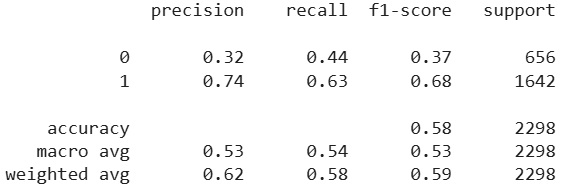 precision recall f1-score support
0 0.32 0.44 0.37 656
1 0.74 0.63 0.68 1642
accuracy 0.58 2298
macro avg 0.53 0.54 0.53 2298
weighted avg 0.62 0.58 0.59 2298